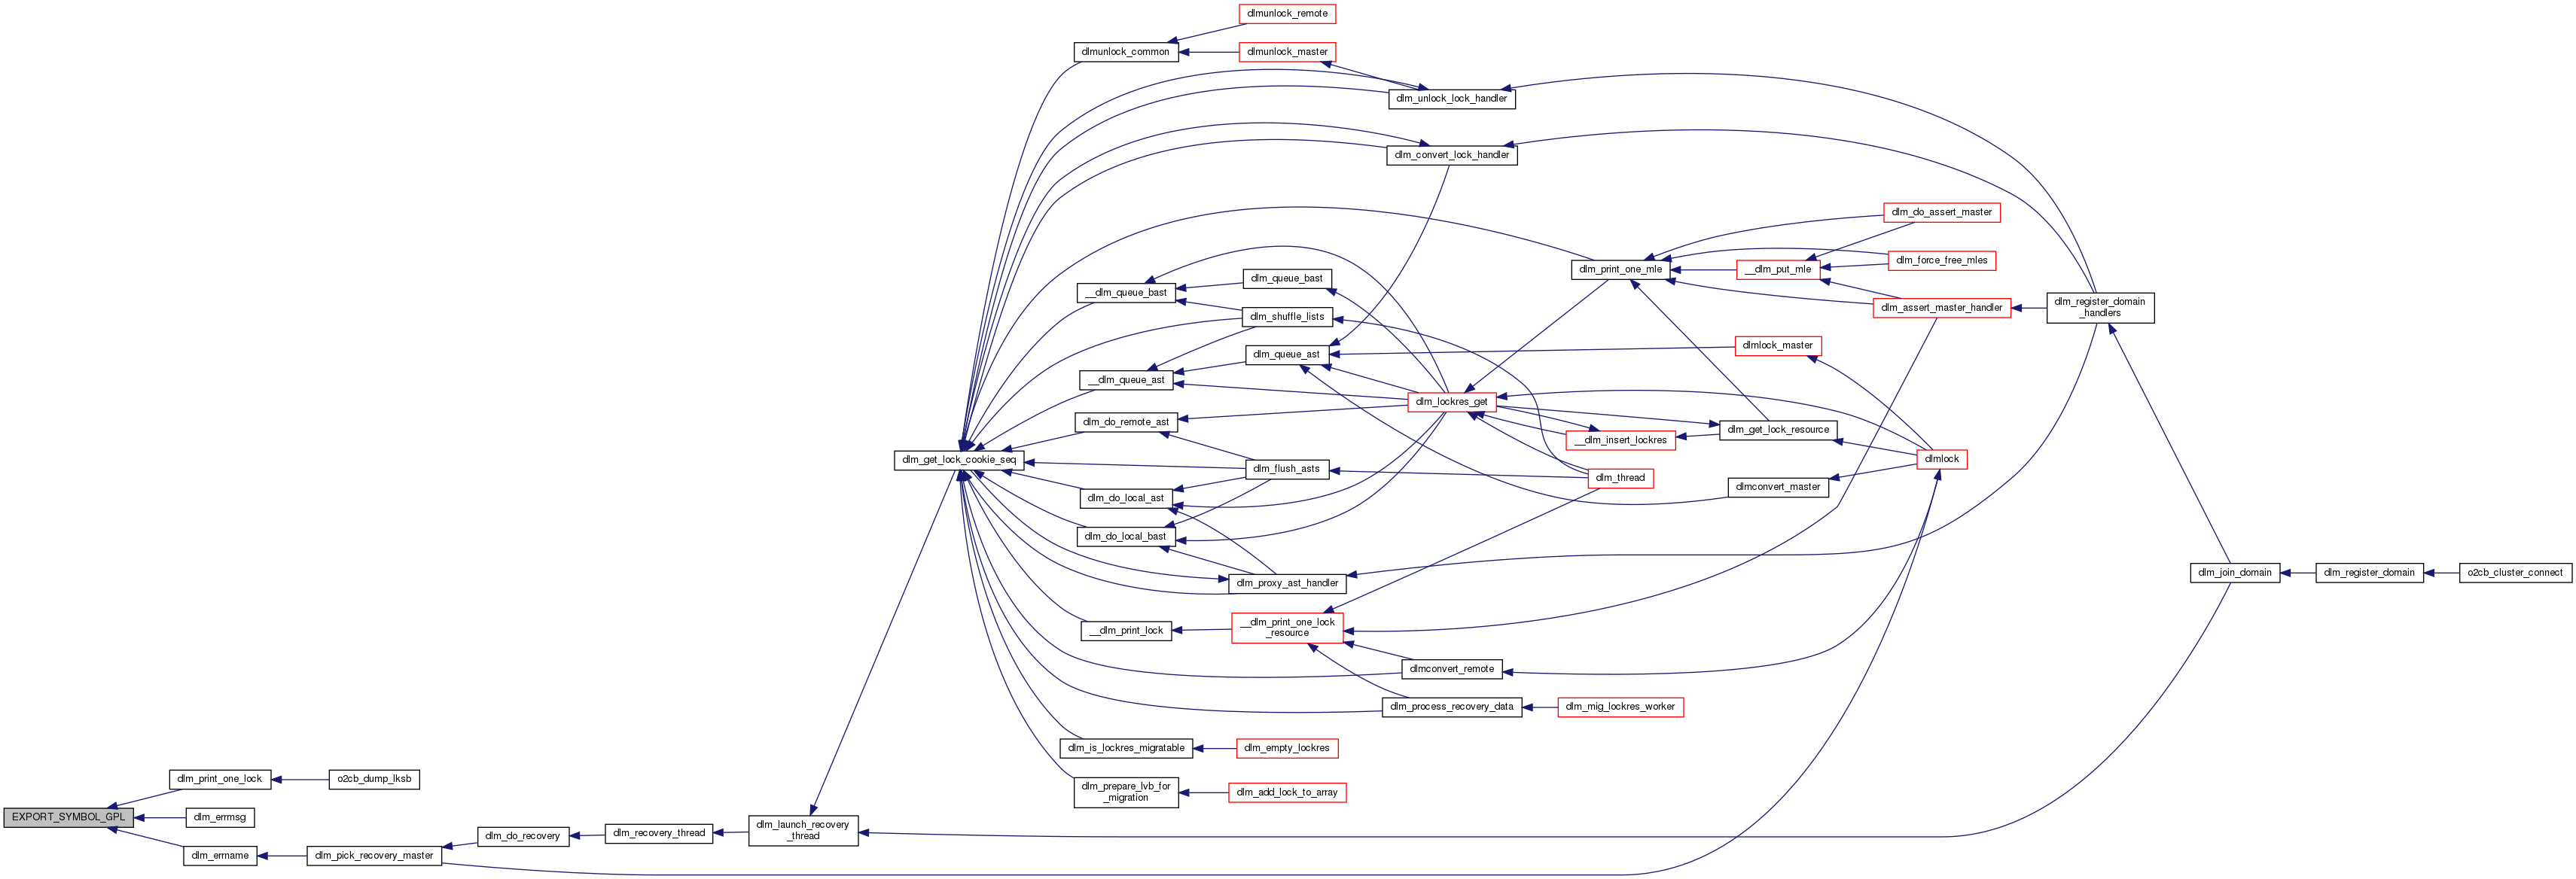 dlmunlock_remote
dlmunlock_common
dlmunlock_master
dlm_unlock_lock_handler
dlm_convert_lock_handler
dlm_do_assert_master
dlm_print_one_mle
__dlm_put_mle
dlm_force_free_mles
dlm_queue_bast
__dlm_queue_bast
dlm_assert_master_handler
dlm_register_domain
_handlers
dlm_shuffle_lists
dlm_queue_ast
dlmlock_master
__dlm_queue_ast
dlm_lockres_get
dlm_do_remote_ast
dlm_get_lock_resource
__dlm_insert_lockres
dlm_get_lock_cookie_seq
dlm_flush_asts
dlmlock
dlm_thread
dlmconvert_master
dlm_do_local_ast
dlm_do_local_bast
dlm_proxy_ast_handler
dlm_join_domain
dlm_register_domain
o2cb_cluster_connect
__dlm_print_lock
__dlm_print_one_lock
_resource
dlmconvert_remote
dlm_process_recovery_data
dlm_mig_lockres_worker
dlm_is_lockres_migratable
dlm_empty_lockres
dlm_print_one_lock
o2cb_dump_lksb
dlm_prepare_lvb_for
_migration
dlm_add_lock_to_array
EXPORT_SYMBOL_GPL
dlm_errmsg
dlm_errname
dlm_pick_recovery_master
dlm_do_recovery
dlm_recovery_thread
dlm_launch_recovery
_thread